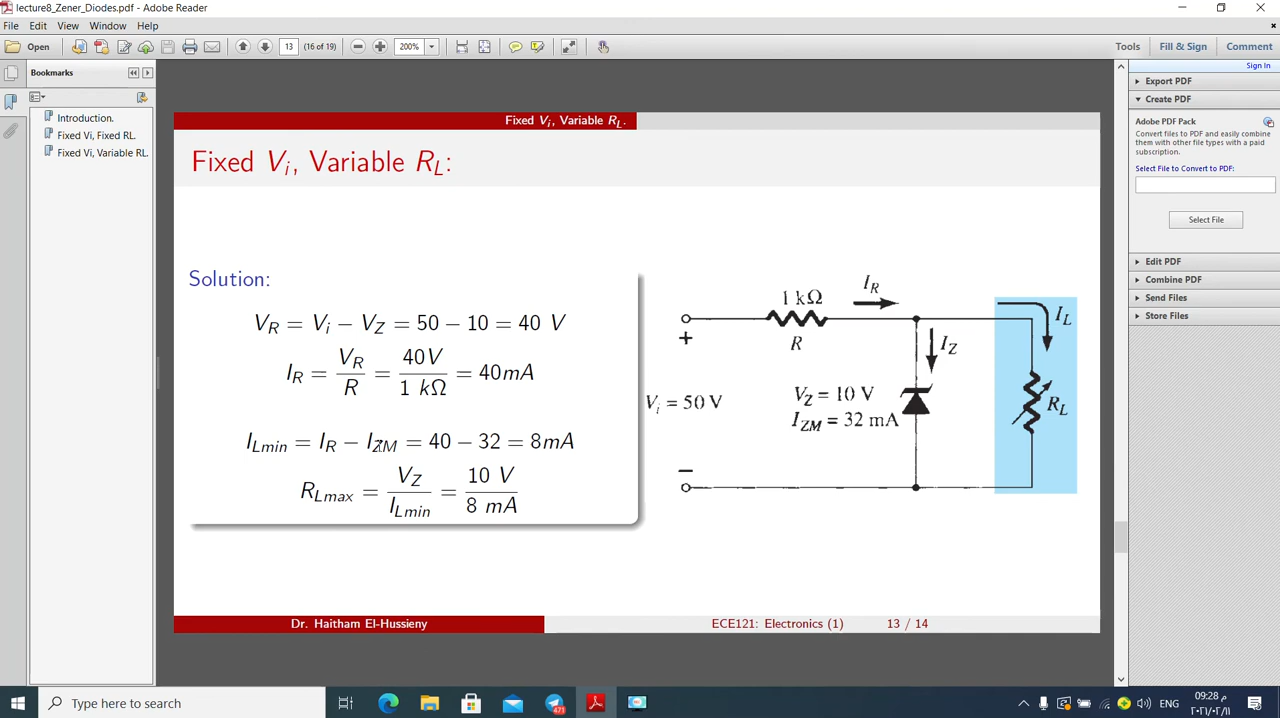 lecture8_Zener_Diodes.pdf - Adobe Reader
File Edit View Window Help
Open 13 (16 of 19) 200% Tools Fill & Sign Comment
Sign In
Bookmarks
Introduction.
Fixed Vi, Fixed RL.
Fixed Vi, Variable RL.
Fixed Vi, Variable RL.
Fixed Vi, Variable RL:
Solution:
VR = Vi − VZ = 50 − 10 = 40 V
IR = VR / R = 40V / 1 kΩ = 40mA
ILmin = IR − IZM = 40 − 32 = 8mA
RLmax = VZ / ILmin = 10 V / 8 mA
1 kΩ
IR
R
+
Vi = 50 V
−
IZ
VZ = 10 V
IZM = 32 mA
IL
RL
Dr. Haitham El-Hussieny ECE121: Electronics (1) 13 / 14
Export PDF
Create PDF
Adobe PDF Pack
Convert files to PDF and easily combine
them with other file types with a paid
subscription.
Select File to Convert to PDF:
Select File
Edit PDF
Combine PDF
Send Files
Store Files
Type here to search
471
ENG
09:28 م